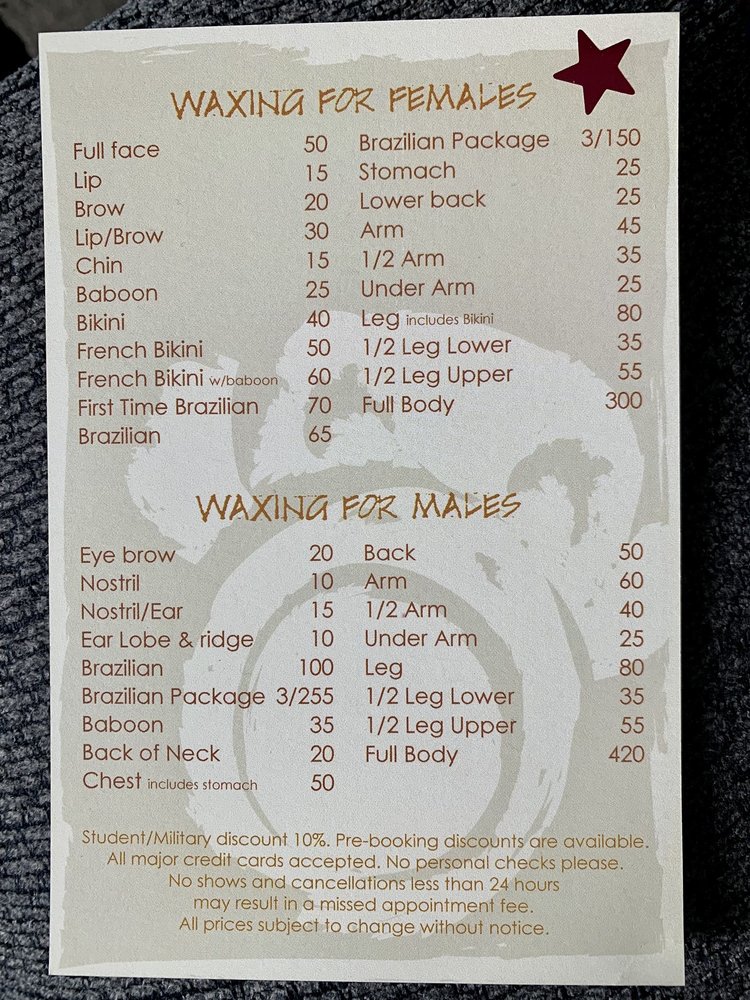 WAXING FOR FEMALES
Full face 50
Lip 15
Brow 20
Lip/Brow 30
Chin 15
Baboon 25
Bikini 40
French Bikini 50
French Bikini w/baboon 60
First Time Brazilian 70
Brazilian 65
Brazilian Package 3/150
Stomach 25
Lower back 25
Arm 45
1/2 Arm 35
Under Arm 25
Leg includes Bikini 80
1/2 Leg Lower 35
1/2 Leg Upper 55
Full Body 300
WAXING FOR MALES
Eye brow 20
Nostril 10
Nostril/Ear 15
Ear Lobe & ridge 10
Brazilian 100
Brazilian Package 3/255
Baboon 35
Back of Neck 20
Chest includes stomach 50
Back 50
Arm 60
1/2 Arm 40
Under Arm 25
Leg 80
1/2 Leg Lower 35
1/2 Leg Upper 55
Full Body 420
Student/Military discount 10%. Pre-booking discounts are available.
All major credit cards accepted. No personal checks please.
No shows and cancellations less than 24 hours
may result in a missed appointment fee.
All prices subject to change without notice.